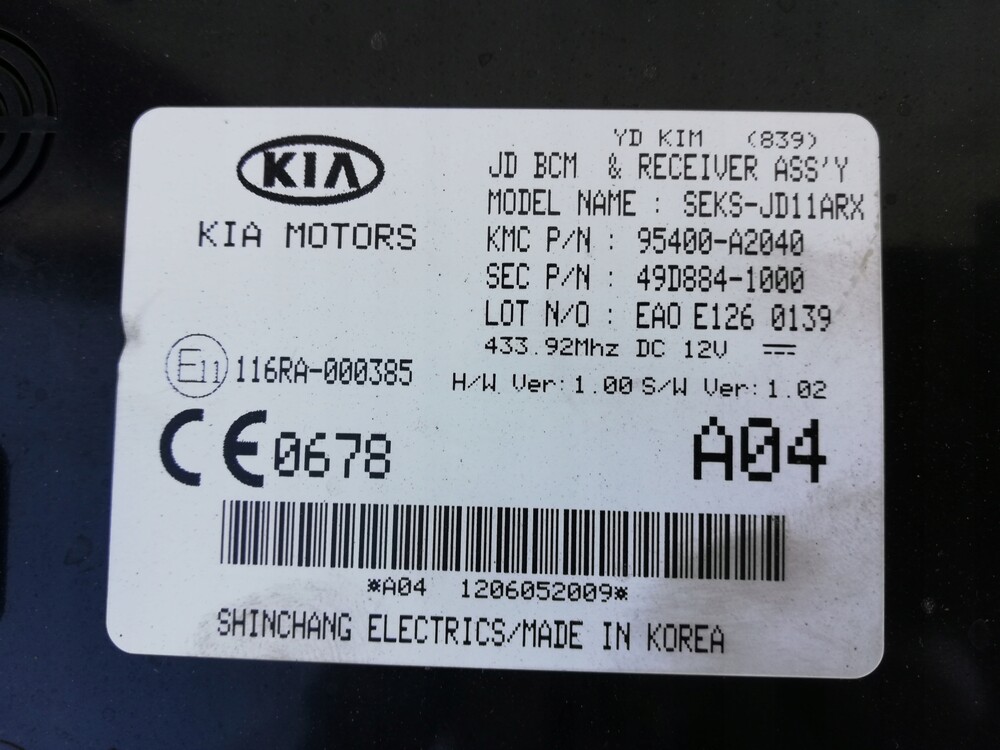 KIA
KIA MOTORS
YD KIM (839)
JD BCM & RECEIVER ASS'Y
MODEL NAME : SEKS-JD11ARX
KMC P/N : 95400-A2040
SEC P/N : 49D884-1000
LOT N/O : EAO E126 0139
433.92Mhz DC 12V
H/W Ver: 1.00 S/W Ver: 1.02
E11 116RA-000385
CE0678
A04
*A04 1206052009*
SHINCHANG ELECTRICS/MADE IN KOREA